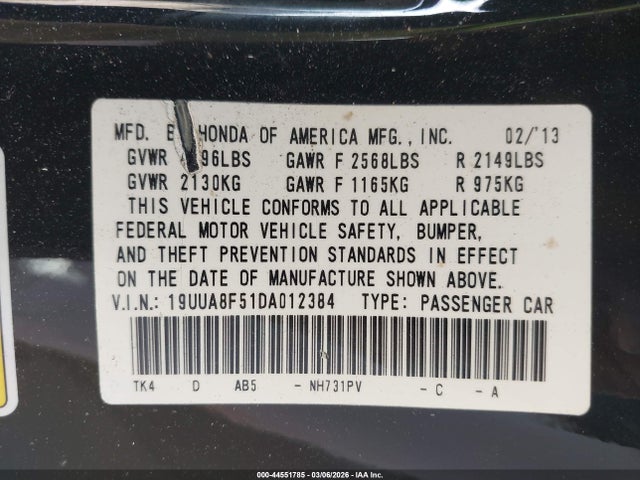 MFD. B HONDA OF AMERICA MFG., INC. 02/'13
GVWR 96LBS GAWR F 2568LBS R 2149LBS
GVWR 2130KG GAWR F 1165KG R 975KG
THIS VEHICLE CONFORMS TO ALL APPLICABLE
FEDERAL MOTOR VEHICLE SAFETY, BUMPER,
AND THEFT PREVENTION STANDARDS IN EFFECT
ON THE DATE OF MANUFACTURE SHOWN ABOVE.
V.I.N.: 19UUA8F51DA012384 TYPE: PASSENGER CAR
TK4 D AB5 - NH731PV - C - A
000-44551785 | 03/06/2026 | IAA Inc.